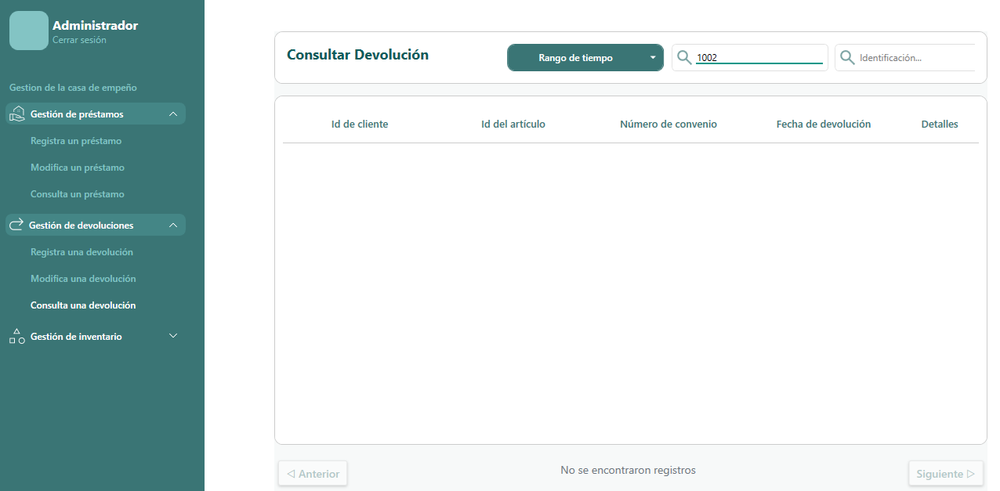 Administrador
Cerrar sesión
Gestion de la casa de empeño
Gestión de préstamos
Registra un préstamo
Modifica un préstamo
Consulta un préstamo
Gestión de devoluciones
Registra una devolución
Modifica una devolución
Consulta una devolución
Gestión de inventario
Consultar Devolución
Rango de tiempo
1002
Identificación...
Id de cliente Id del artículo Número de convenio Fecha de devolución Detalles
Anterior
No se encontraron registros
Siguiente